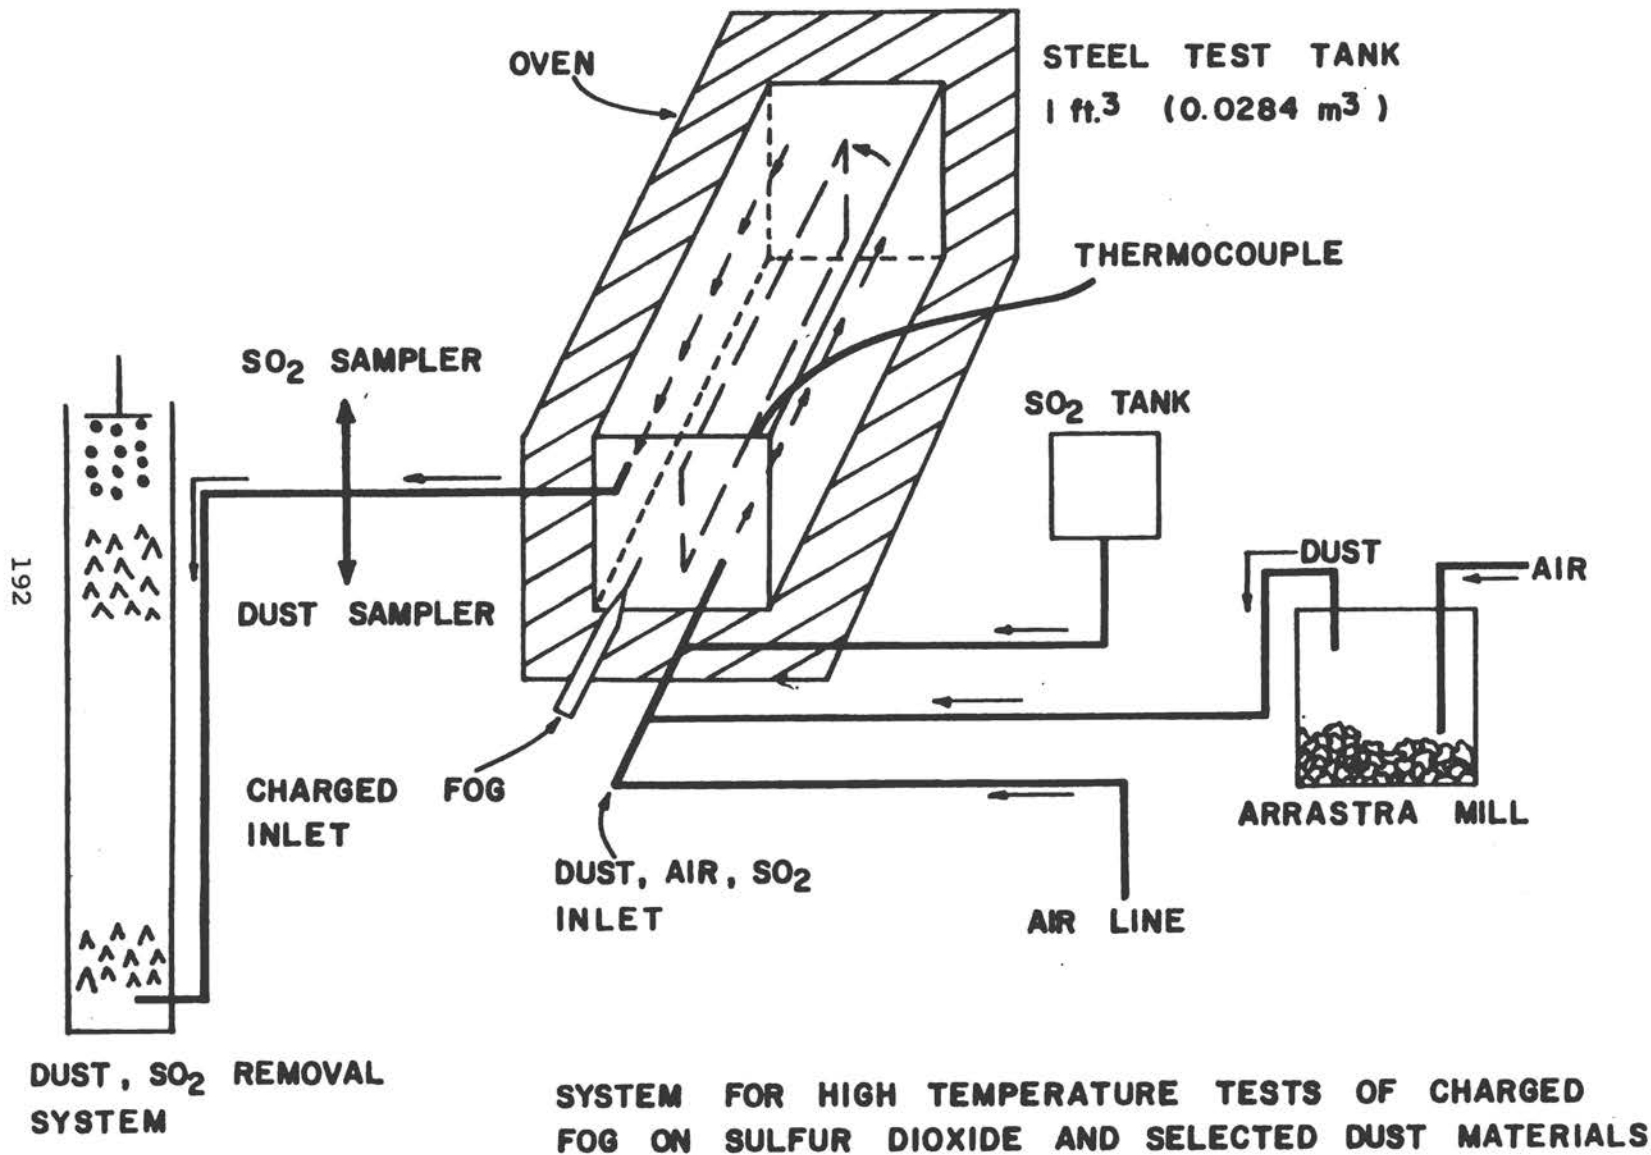 OVEN
STEEL TEST TANK
1 ft.³ (0.0284 m³)
THERMOCOUPLE
SO₂ SAMPLER
SO₂ TANK
DUST
AIR
192
DUST SAMPLER
CHARGED FOG
INLET
ARRASTRA MILL
DUST, AIR, SO₂
INLET
AIR LINE
DUST, SO₂ REMOVAL
SYSTEM
SYSTEM FOR HIGH TEMPERATURE TESTS OF CHARGED
FOG ON SULFUR DIOXIDE AND SELECTED DUST MATERIALS